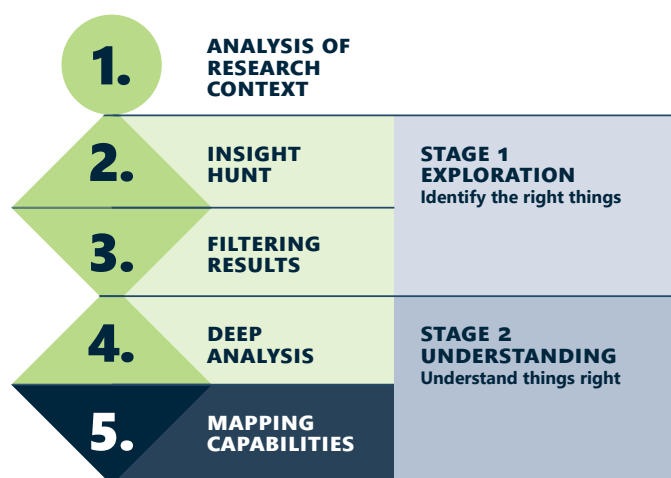 1.
ANALYSIS OF
RESEARCH
CONTEXT
2.
INSIGHT
HUNT
STAGE 1
EXPLORATION
Identify the right things
3.
FILTERING
RESULTS
4.
DEEP
ANALYSIS
STAGE 2
UNDERSTANDING
Understand things right
5.
MAPPING
CAPABILITIES